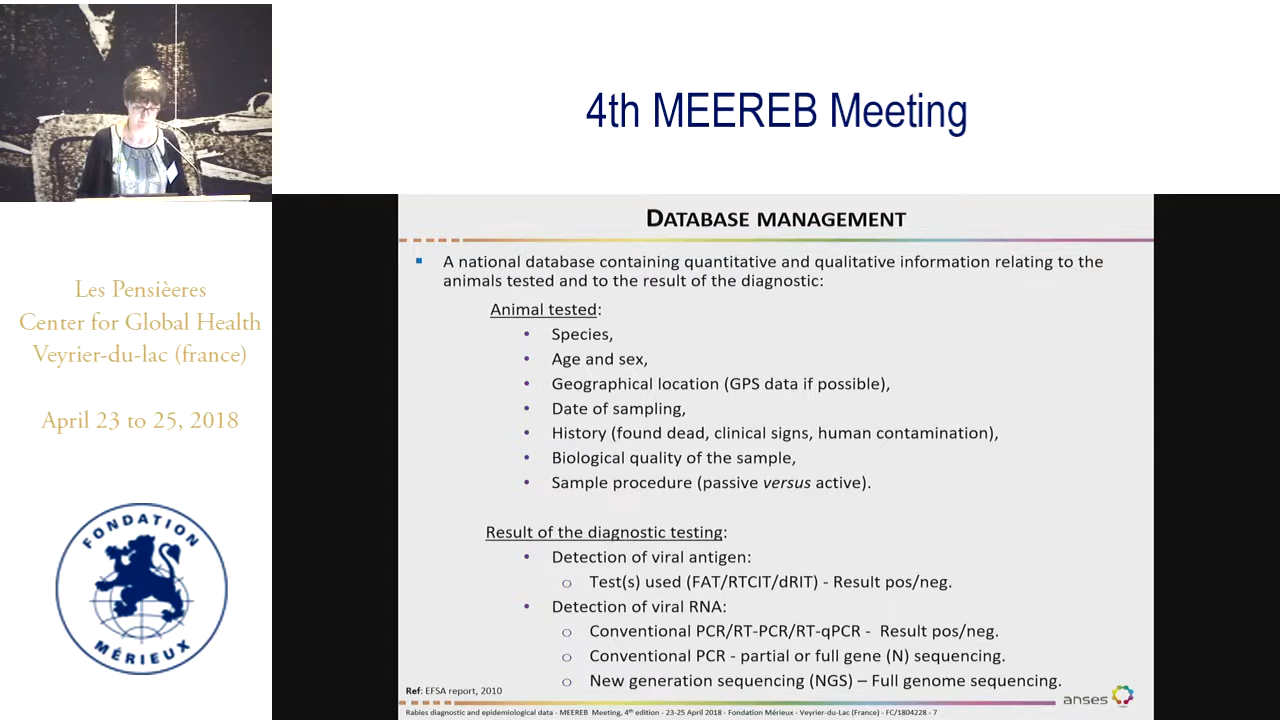 4th MEEREB Meeting
Les Pensièeres
Center for Global Health
Veyrier-du-lac (france)
April 23 to 25, 2018
FONDATION
MÉRIEUX
DATABASE MANAGEMENT
▪ A national database containing quantitative and qualitative information relating to the
animals tested and to the result of the diagnostic:
Animal tested:
• Species,
• Age and sex,
• Geographical location (GPS data if possible),
• Date of sampling,
• History (found dead, clinical signs, human contamination),
• Biological quality of the sample,
• Sample procedure (passive versus active).
Result of the diagnostic testing:
• Detection of viral antigen:
o Test(s) used (FAT/RTCIT/dRIT) - Result pos/neg.
• Detection of viral RNA:
o Conventional PCR/RT-PCR/RT-qPCR - Result pos/neg.
o Conventional PCR - partial or full gene (N) sequencing.
o New generation sequencing (NGS) – Full genome sequencing.
Ref: EFSA report, 2010
anses
Rabies diagnostic and epidemiological data - MEEREB Meeting, 4th edition - 23-25 April 2018 - Fondation Mérieux - Veyrier-du-Lac (France) - FC/1804228 - 7